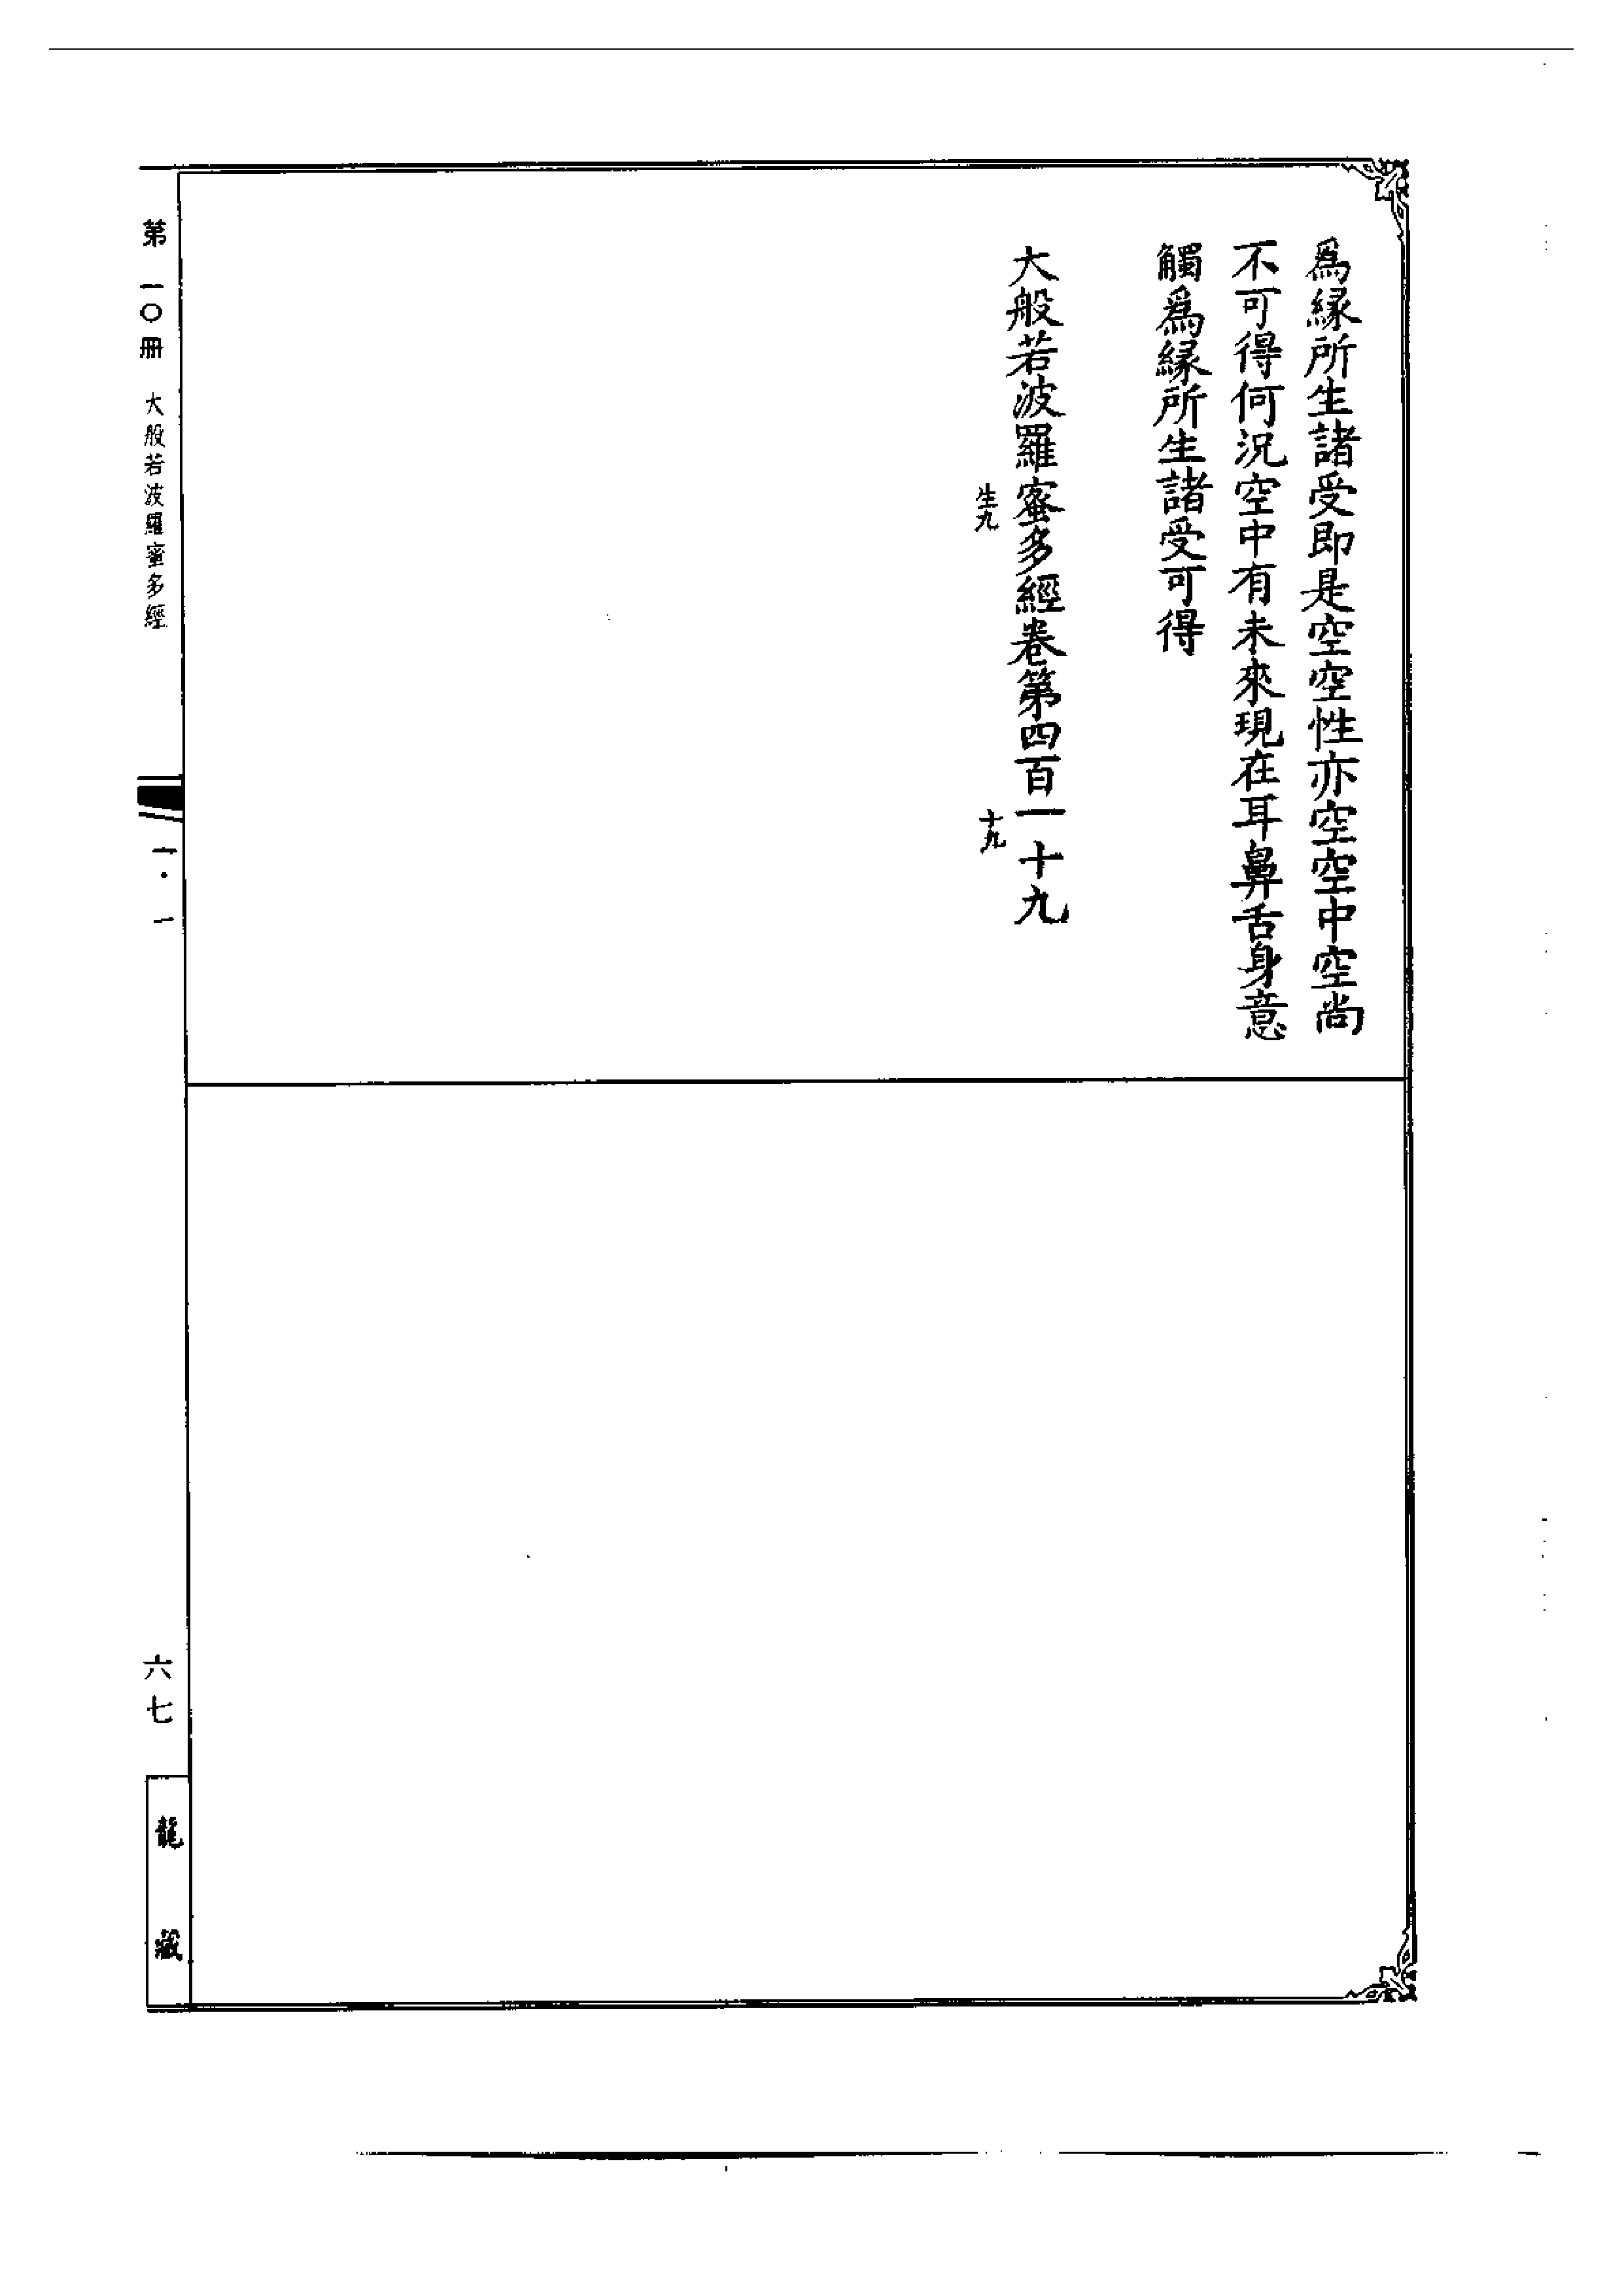 爲緣所生諸受即是空空性亦空空中空尚
不可得何況空中有未來現在耳鼻舌身意
觸爲緣所生諸受可得
大般若波羅蜜多經卷第四百一十九
生九
十九
第一〇冊
大般若波羅蜜多經
一·一
六七
龍藏